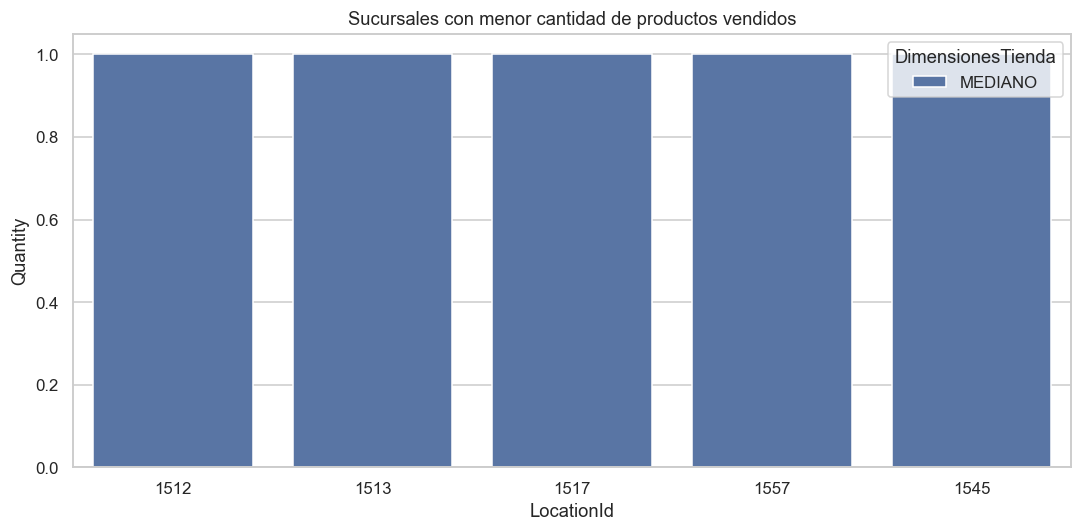 Sucursales con menor cantidad de productos vendidos
DimensionesTienda
MEDIANO
Quantity
1.0
0.8
0.6
0.4
0.2
0.0
1512 1513 1517 1557 1545
LocationId